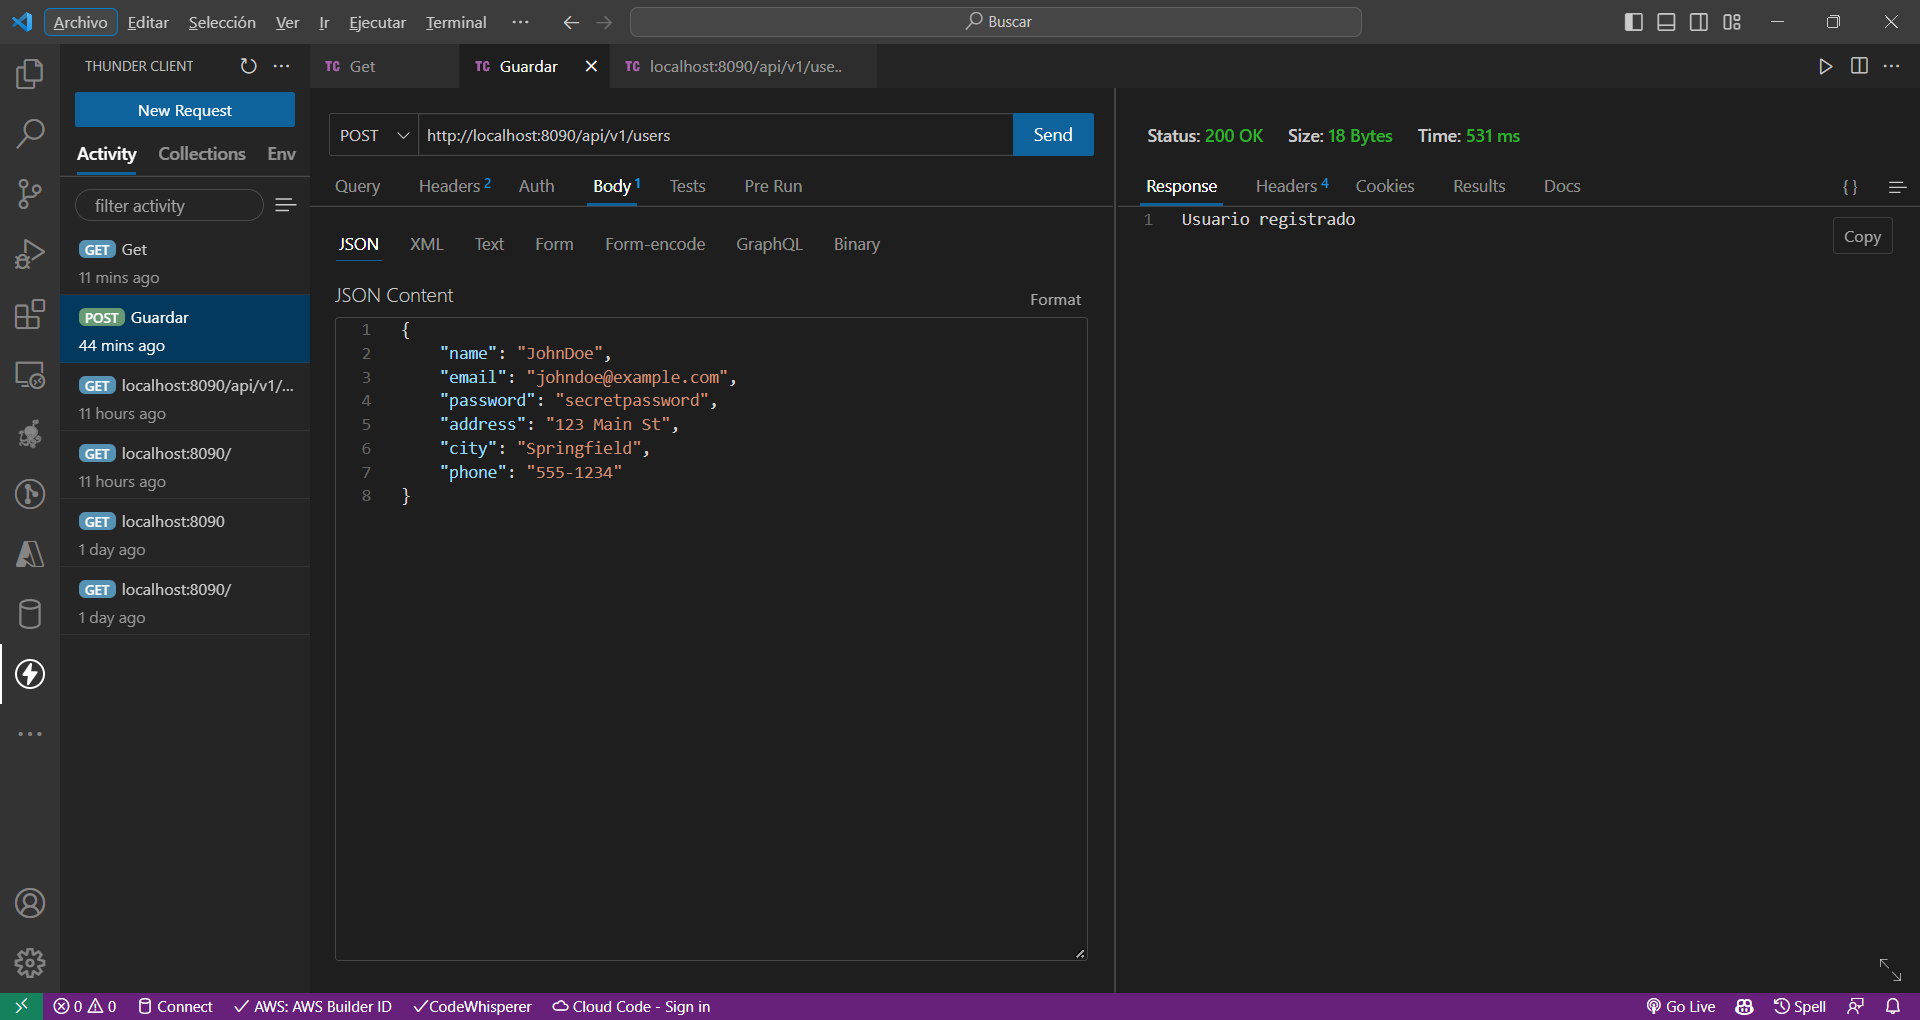 Archivo Editar Selección Ver Ir Ejecutar Terminal ··· Buscar
THUNDER CLIENT ···
New Request
Activity Collections Env
filter activity
GET Get
11 mins ago
POST Guardar
44 mins ago
GET localhost:8090/api/v1/...
11 hours ago
GET localhost:8090/
11 hours ago
GET localhost:8090
1 day ago
GET localhost:8090/
1 day ago
TC Get TC Guardar TC localhost:8090/api/v1/use..
POST http://localhost:8090/api/v1/users Send
Query Headers 2 Auth Body 1 Tests Pre Run
JSON XML Text Form Form-encode GraphQL Binary
JSON Content Format
1 {
2 "name": "JohnDoe",
3 "email": "johndoe@example.com",
4 "password": "secretpassword",
5 "address": "123 Main St",
6 "city": "Springfield",
7 "phone": "555-1234"
8 }
Status: 200 OK Size: 18 Bytes Time: 531 ms
Response Headers 4 Cookies Results Docs { }
1 Usuario registrado
Copy
0 0 Connect AWS: AWS Builder ID CodeWhisperer Cloud Code - Sign in Go Live Spell